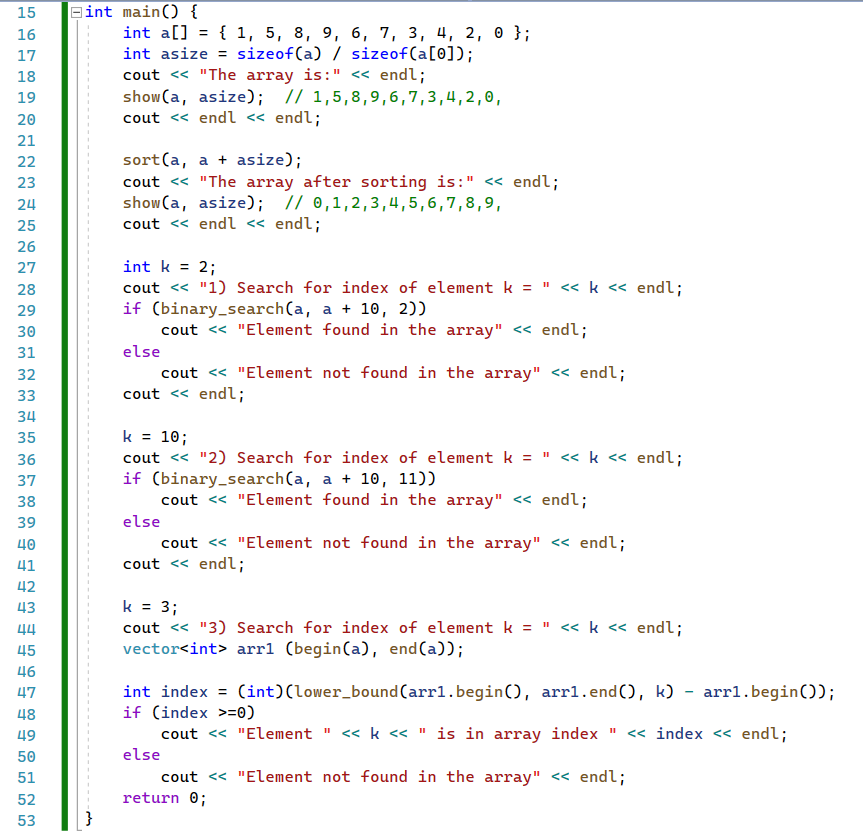 15 int main() {
16     int a[] = { 1, 5, 8, 9, 6, 7, 3, 4, 2, 0 };
17     int asize = sizeof(a) / sizeof(a[0]);
18     cout << "The array is:" << endl;
19     show(a, asize);  // 1,5,8,9,6,7,3,4,2,0,
20     cout << endl << endl;
21
22     sort(a, a + asize);
23     cout << "The array after sorting is:" << endl;
24     show(a, asize);  // 0,1,2,3,4,5,6,7,8,9,
25     cout << endl << endl;
26
27     int k = 2;
28     cout << "1) Search for index of element k = " << k << endl;
29     if (binary_search(a, a + 10, 2))
30         cout << "Element found in the array" << endl;
31     else
32         cout << "Element not found in the array" << endl;
33     cout << endl;
34
35     k = 10;
36     cout << "2) Search for index of element k = " << k << endl;
37     if (binary_search(a, a + 10, 11))
38         cout << "Element found in the array" << endl;
39     else
40         cout << "Element not found in the array" << endl;
41     cout << endl;
42
43     k = 3;
44     cout << "3) Search for index of element k = " << k << endl;
45     vector<int> arr1 (begin(a), end(a));
46
47     int index = (int)(lower_bound(arr1.begin(), arr1.end(), k) - arr1.begin());
48     if (index >=0)
49         cout << "Element " << k << " is in array index " << index << endl;
50     else
51         cout << "Element not found in the array" << endl;
52     return 0;
53 }